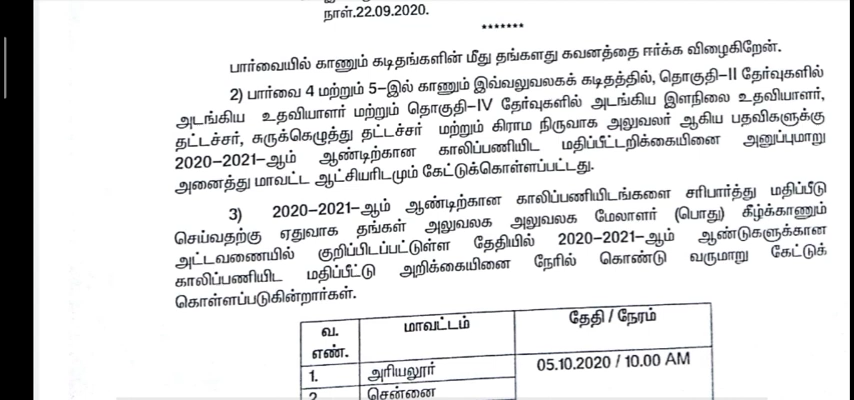 நாள்.22.09.2020.
*******
பார்வையில் காணும் கடிதங்களின் மீது தங்களது கவனத்தை ஈர்க்க விழைகிறேன்.
2) பார்வை 4 மற்றும் 5-இல் காணும் இவ்வலுவலகக் கடிதத்தில், தொகுதி-II தேர்வுகளில்
அடங்கிய உதவியாளர் மற்றும் தொகுதி-IV தேர்வுகளில் அடங்கிய இளநிலை உதவியாளர்,
தட்டச்சர், சுருக்கெழுத்து தட்டச்சர் மற்றும் கிராம நிருவாக அலுவலர் ஆகிய பதவிகளுக்கு
2020-2021-ஆம் ஆண்டிற்கான காலிப்பணியிட மதிப்பீட்டறிக்கையினை அனுப்புமாறு
அனைத்து மாவட்ட ஆட்சியரிடமும் கேட்டுக்கொள்ளப்பட்டது.
3) 2020-2021-ஆம் ஆண்டிற்கான காலிப்பணியிடங்களை சரிபார்த்து மதிப்பீடு
செய்வதற்கு ஏதுவாக தங்கள் அலுவலக அலுவலக மேலாளர் (பொது) கீழ்க்காணும்
அட்டவணையில் குறிப்பிடப்பட்டுள்ள தேதியில் 2020-2021-ஆம் ஆண்டுகளுக்கான
காலிப்பணியிட மதிப்பீட்டு அறிக்கையினை நேரில் கொண்டு வருமாறு கேட்டுக்
கொள்ளப்படுகின்றார்கள்.
வ. எண். மாவட்டம் தேதி / நேரம்
1. அரியலூர் 05.10.2020 / 10.00 AM
2 சென்னை